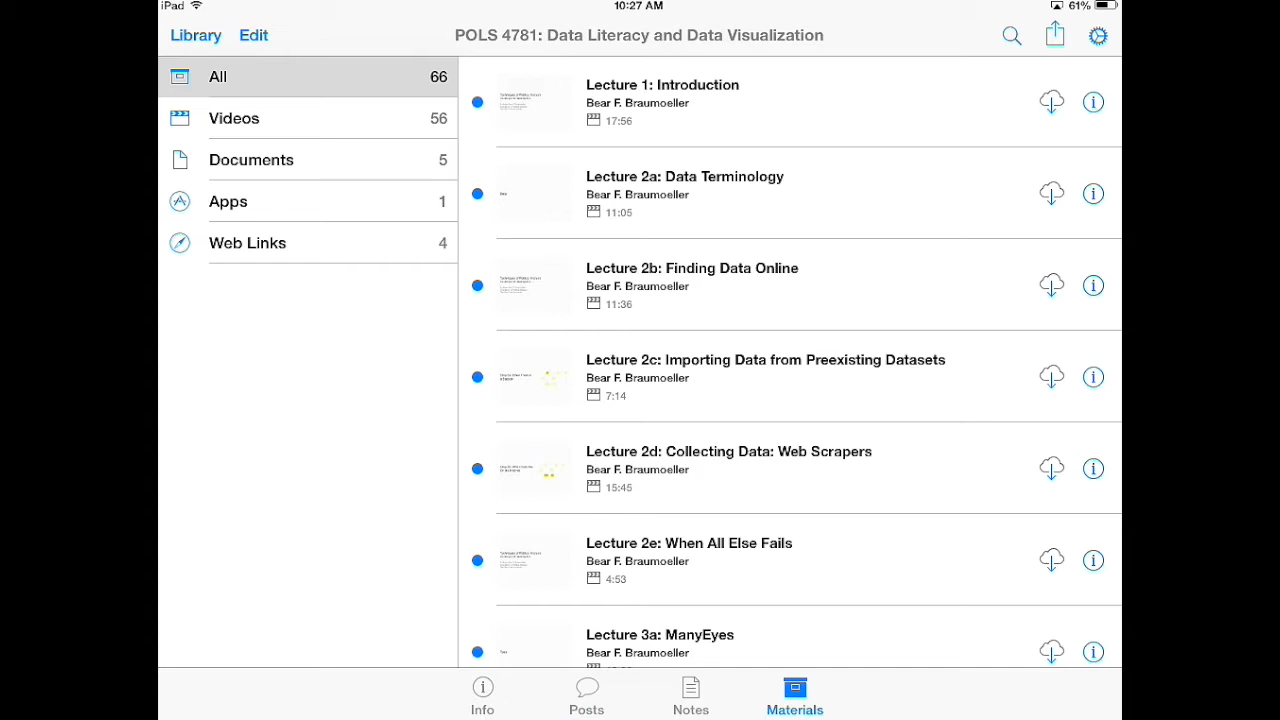 iPad 10:27 AM 61%
Library Edit POLS 4781: Data Literacy and Data Visualization
All 66
Videos 56
Documents 5
Apps 1
Web Links 4
Lecture 1: Introduction
Bear F. Braumoeller
17:56
Lecture 2a: Data Terminology
Bear F. Braumoeller
11:05
Lecture 2b: Finding Data Online
Bear F. Braumoeller
11:36
Lecture 2c: Importing Data from Preexisting Datasets
Bear F. Braumoeller
7:14
Lecture 2d: Collecting Data: Web Scrapers
Bear F. Braumoeller
15:45
Lecture 2e: When All Else Fails
Bear F. Braumoeller
4:53
Lecture 3a: ManyEyes
Bear F. Braumoeller
Info Posts Notes Materials